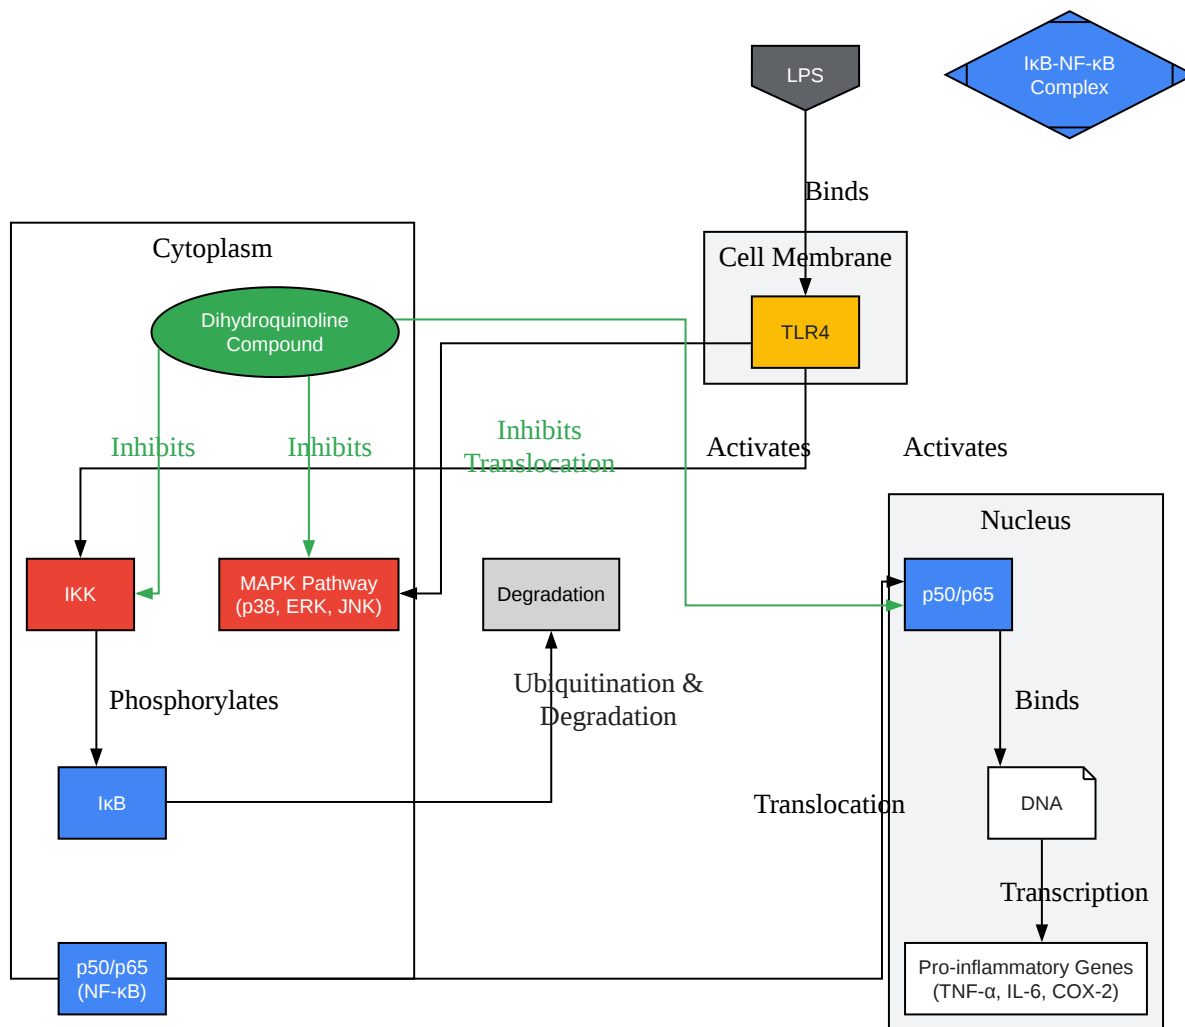 LPS
IκB-NF-κB
Complex
Binds
Cytoplasm
Cell Membrane
Dihydroquinoline
Compound
TLR4
Inhibits
Inhibits
Inhibits
Translocation
Activates
Activates
Nucleus
IKK
MAPK Pathway
(p38, ERK, JNK)
Degradation
p50/p65
Phosphorylates
Ubiquitination &
Degradation
Binds
IκB
Translocation
DNA
Transcription
p50/p65
(NF-κB)
Pro-inflammatory Genes
(TNF-α, IL-6, COX-2)